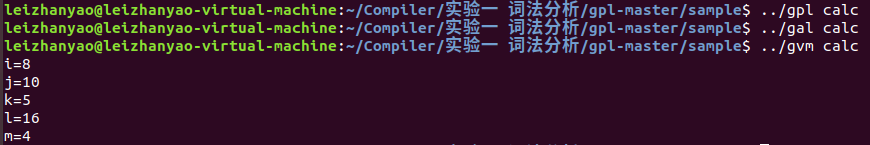 leizhanyao@leizhanyao-virtual-machine:~/Compiler/实验一 词法分析/gpl-master/sample$ ../gpl calc
leizhanyao@leizhanyao-virtual-machine:~/Compiler/实验一 词法分析/gpl-master/sample$ ../gal calc
leizhanyao@leizhanyao-virtual-machine:~/Compiler/实验一 词法分析/gpl-master/sample$ ../gvm calc
i=8
j=10
k=5
l=16
m=4